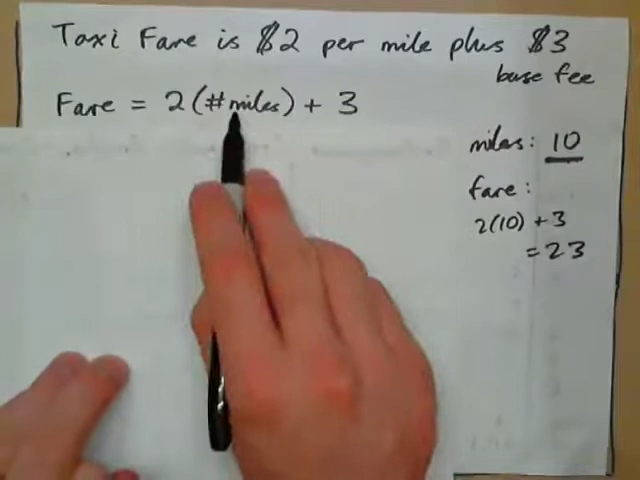 Taxi Fare is $2 per mile plus $3
base fee
Fare = 2 (# miles) + 3
miles: 10
fare:
2(10) + 3
= 23